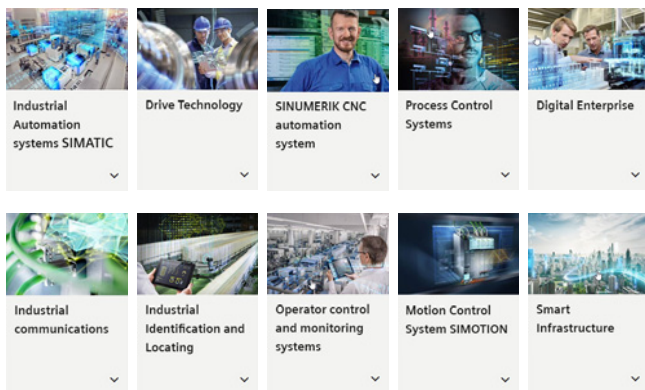 Industrial
Automation
systems SIMATIC
Drive Technology
SINUMERIK CNC
automation
system
Process Control
Systems
Digital Enterprise
Industrial
communications
Industrial
Identification and
Locating
Operator control
and monitoring
systems
Motion Control
System SIMOTION
Smart
Infrastructure